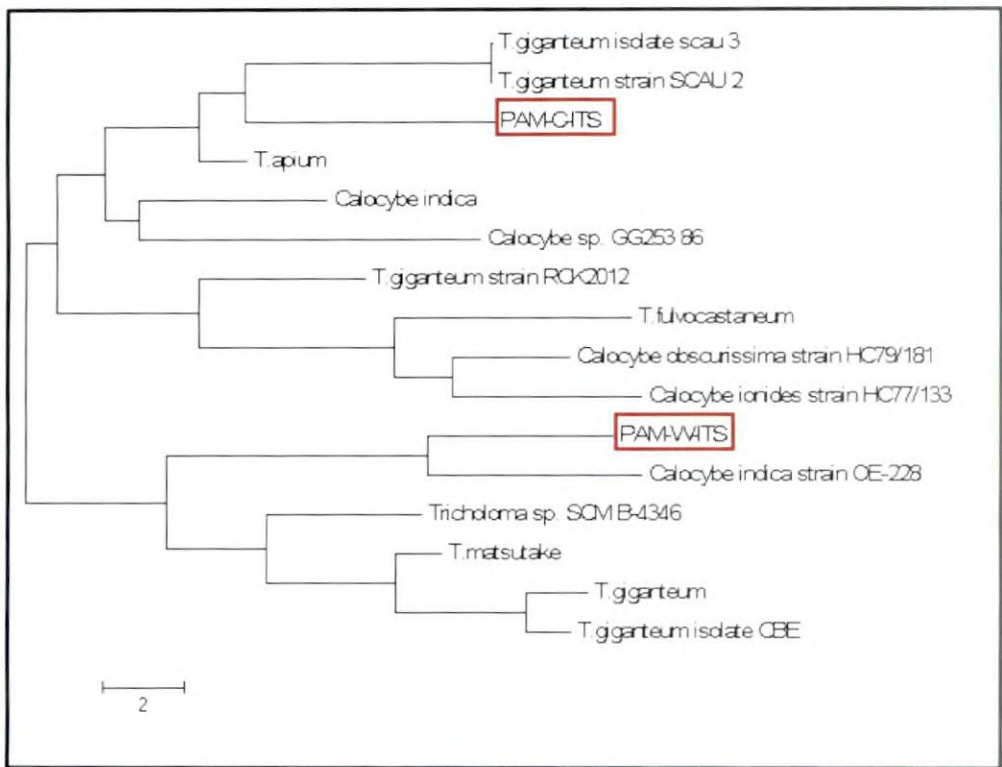 T.giganteum isolate scau 3
T.giganteum strain SCAU 2
PAM-C-ITS
T.apium
Calocybe indica
Calocybe sp. GG253 86
T.giganteum strain RCK2012
T.fulvocastaneum
Calocybe obscurissima strain HC79/181
Calocybe ionides strain HC77/133
PAM-W-ITS
Calocybe indica strain OE-228
Tricholoma sp. SCM B-4346
T.matsutake
T.giganteum
T.giganteum isolate CBE
2